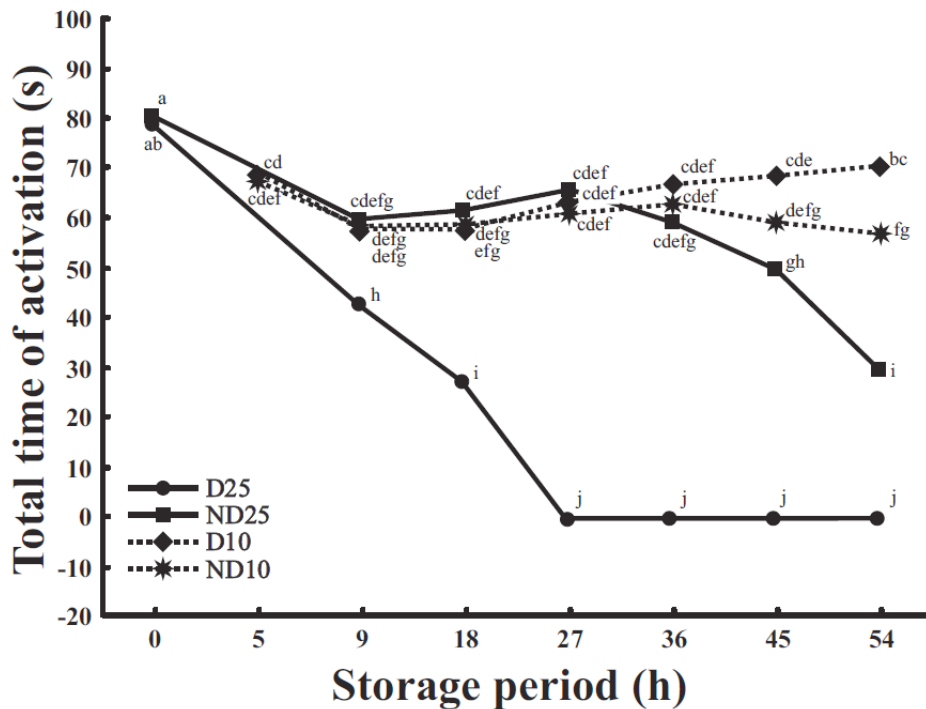 Total time of activation (s)
100
90
80
70
60
50
40
30
20
10
0
-10
-20
a
ab
cd
cdef
cdefg
defg
defg
h
cdef
defg
efg
i
cdef
cdef
cdef
j
cdef
cdef
cdefg
j
cde
defg
gh
j
bc
fg
i
j
D25
ND25
D10
ND10
0 5 9 18 27 36 45 54
Storage period (h)